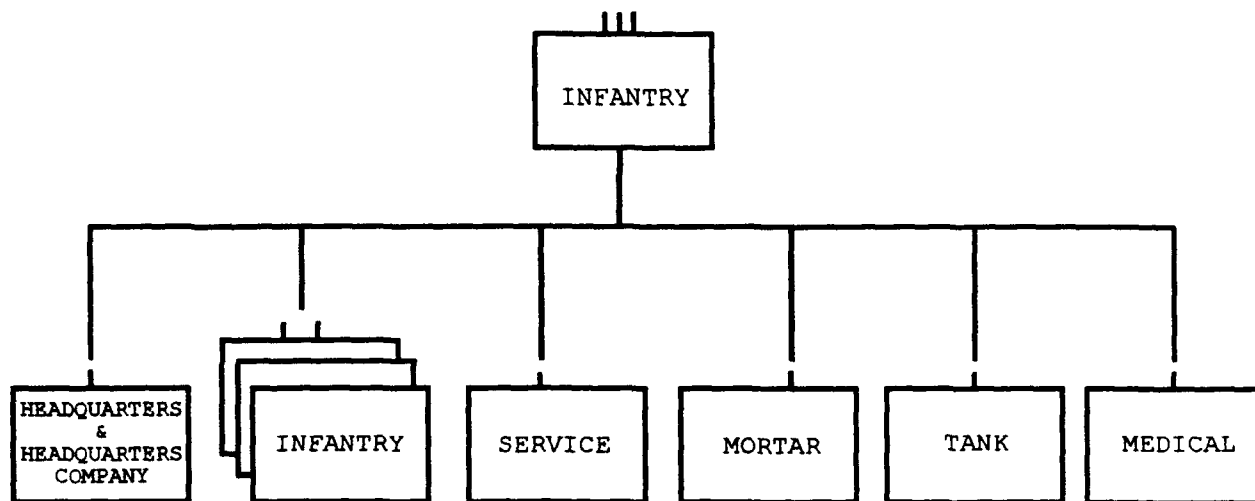 INFANTRY
HEADQUARTERS
&
HEADQUARTERS
COMPANY
INFANTRY
SERVICE
MORTAR
TANK
MEDICAL